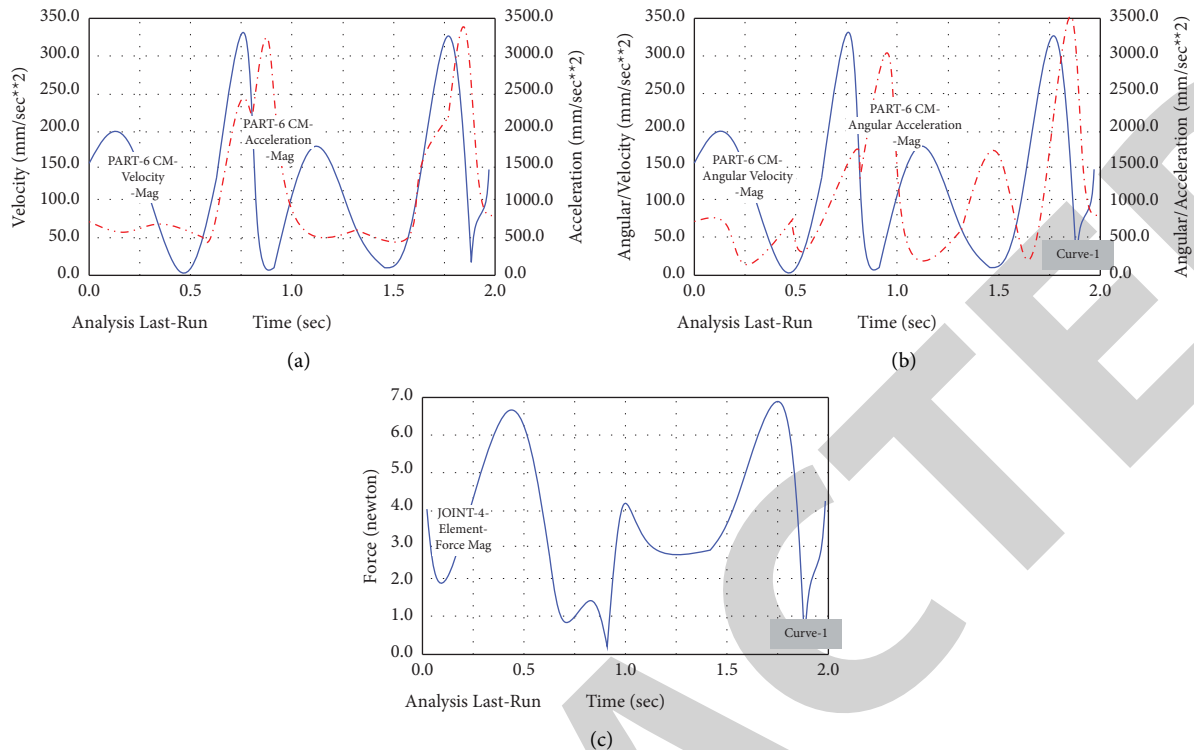 350.0
300.0
250.0
200.0
150.0
100.0
50.0
0.0
Velocity (mm/sec**2)
PART-6 CM-
Velocity
-Mag
PART-6 CM-
Acceleration
-Mag
3500.0
3000.0
2500.0
2000.0
1500.0
1000.0
500.0
0.0
Acceleration (mm/sec**2)
0.0 0.5 1.0 1.5 2.0
Analysis Last-Run Time (sec)
(a)
350.0
300.0
250.0
200.0
150.0
100.0
50.0
0.0
Angular/Velocity (mm/sec**2)
PART-6 CM-
Angular Velocity
-Mag
PART-6 CM-
Angular Acceleration
-Mag
Curve-1
3500.0
3000.0
2500.0
2000.0
1500.0
1000.0
500.0
0.0
Angular/Acceleration (mm/sec**2)
0.0 0.5 1.0 1.5 2.0
Analysis Last-Run Time (sec)
(b)
7.0
6.0
5.0
4.0
3.0
2.0
1.0
0.0
Force (newton)
JOINT-4-
Element-
Force Mag
Curve-1
0.0 0.5 1.0 1.5 2.0
Analysis Last-Run Time (sec)
(c)